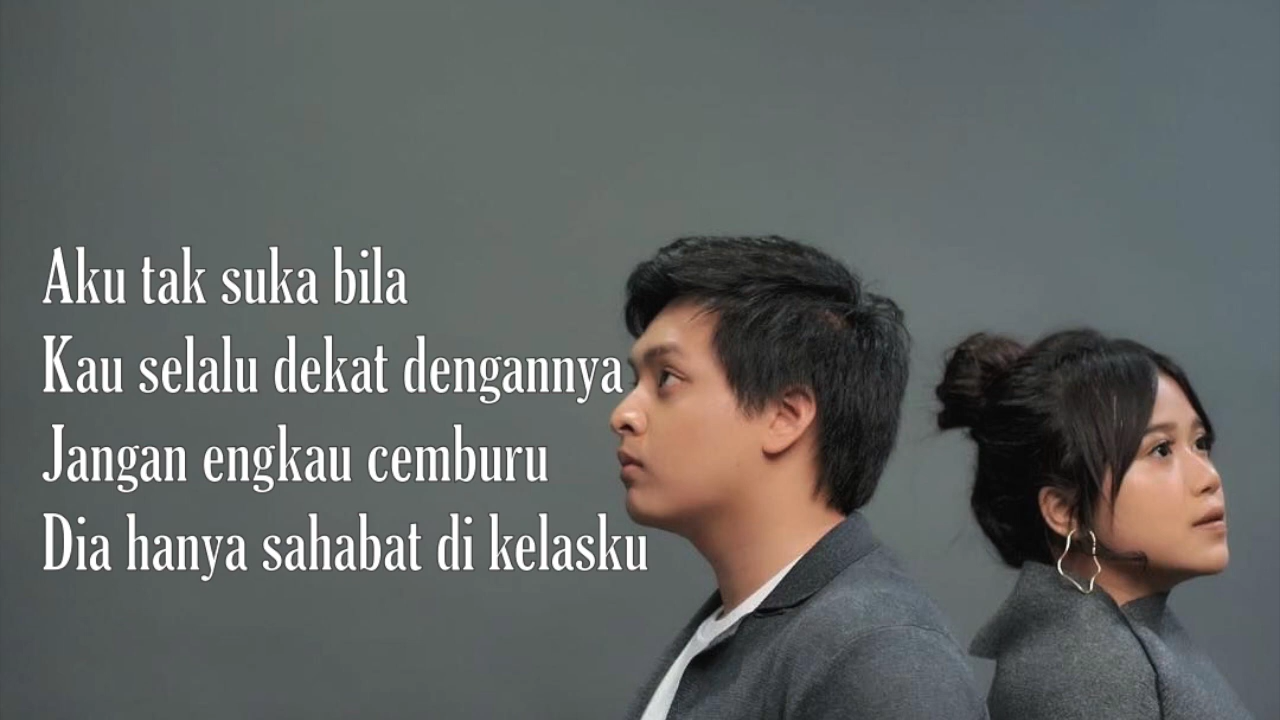 Aku tak suka bila
Kau selalu dekat dengannya
Jangan engkau cemburu
Dia hanya sahabat di kelasku